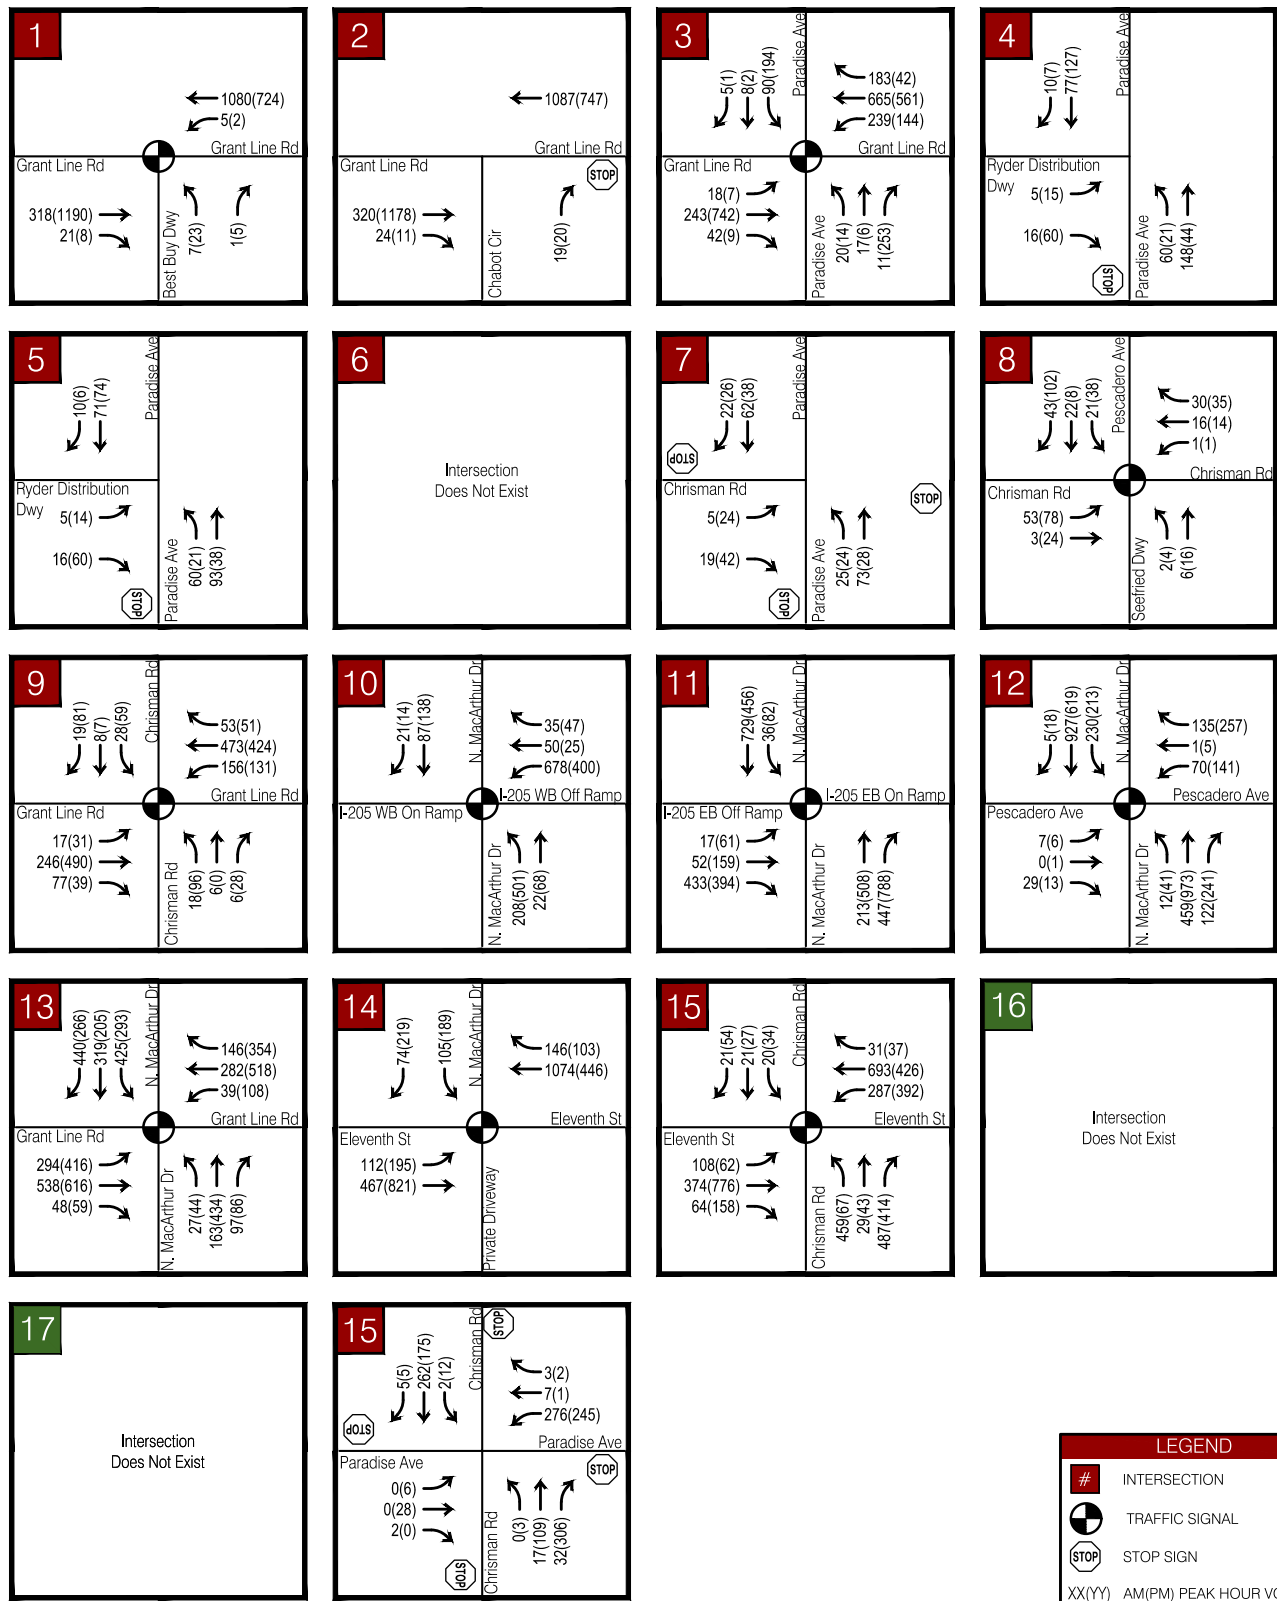 1
1080(724)
5(2)
Grant Line Rd
Grant Line Rd
318(1190)
21(8)
Best Buy Dwy
7(23)
1(5)
2
1087(747)
Grant Line Rd
Grant Line Rd
STOP
320(1178)
24(11)
Chabot Cir
19(20)
3
5(1)
8(2)
90(194)
Paradise Ave
183(42)
665(561)
239(144)
Grant Line Rd
Grant Line Rd
18(7)
243(742)
42(9)
Paradise Ave
20(14)
17(6)
11(253)
4
10(7)
77(127)
Paradise Ave
Ryder Distribution
Dwy
5(15)
16(60)
STOP
Paradise Ave
60(21)
148(44)
5
10(6)
71(74)
Paradise Ave
Ryder Distribution
Dwy
5(14)
16(60)
STOP
Paradise Ave
60(21)
93(38)
6
Intersection
Does Not Exist
7
22(26)
62(38)
Paradise Ave
STOP
Chrisman Rd
STOP
5(24)
19(42)
STOP
Paradise Ave
25(24)
73(28)
8
43(102)
22(8)
21(38)
Pescadero Ave
30(35)
16(14)
1(1)
Chrisman Rd
Chrisman Rd
53(78)
3(24)
Seefried Dwy
2(4)
6(16)
9
19(81)
8(7)
28(59)
Chrisman Rd
53(51)
473(424)
156(131)
Grant Line Rd
Grant Line Rd
17(31)
246(490)
77(39)
Chrisman Rd
18(96)
6(0)
6(28)
10
21(14)
87(138)
N. MacArthur Dr
35(47)
50(25)
678(400)
I-205 WB Off Ramp
I-205 WB On Ramp
N. MacArthur Dr
208(501)
22(68)
11
729(456)
36(82)
N. MacArthur Dr
I-205 EB On Ramp
I-205 EB Off Ramp
17(61)
52(159)
433(394)
N. MacArthur Dr
213(508)
447(788)
12
5(18)
927(619)
230(213)
N. MacArthur Dr
135(257)
1(5)
70(141)
Pescadero Ave
Pescadero Ave
7(6)
0(1)
29(13)
N. MacArthur Dr
12(41)
459(973)
122(241)
13
440(266)
319(205)
425(293)
N. MacArthur Dr
146(354)
282(518)
39(108)
Grant Line Rd
Grant Line Rd
294(416)
538(616)
48(59)
N. MacArthur Dr
27(44)
163(434)
97(86)
14
74(219)
105(189)
N. MacArthur Dr
146(103)
1074(446)
Eleventh St
Eleventh St
112(195)
467(821)
Private Driveway
15
21(54)
21(27)
20(34)
Chrisman Rd
31(37)
693(426)
287(392)
Eleventh St
Eleventh St
108(62)
374(776)
64(158)
Chrisman Rd
459(67)
29(43)
487(414)
16
Intersection
Does Not Exist
17
Intersection
Does Not Exist
15
5(5)
262(175)
2(12)
Chrisman Rd
STOP
3(2)
7(1)
276(245)
STOP
Paradise Ave
Paradise Ave
STOP
0(6)
0(28)
2(0)
STOP
Chrisman Rd
0(3)
17(109)
32(306)
LEGEND
# INTERSECTION
TRAFFIC SIGNAL
STOP STOP SIGN
XX(YY) AM(PM) PEAK HOUR